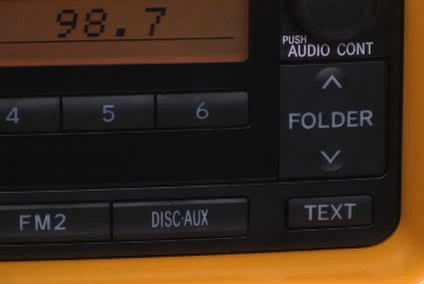 98.7
PUSH
AUDIO CONT
4 5 6
FOLDER
FM2 DISC·AUX TEXT